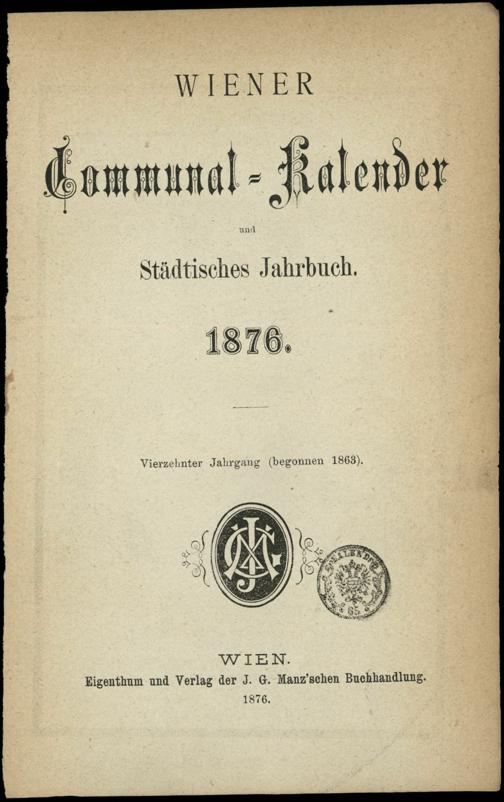 WIENER
Communal-Kalender
und
Städtisches Jahrbuch.
1876.
Vierzehnter Jahrgang (begonnen 1863).
WIEN.
Eigenthum und Verlag der J. G. Manz'schen Buchhandlung.
1876.